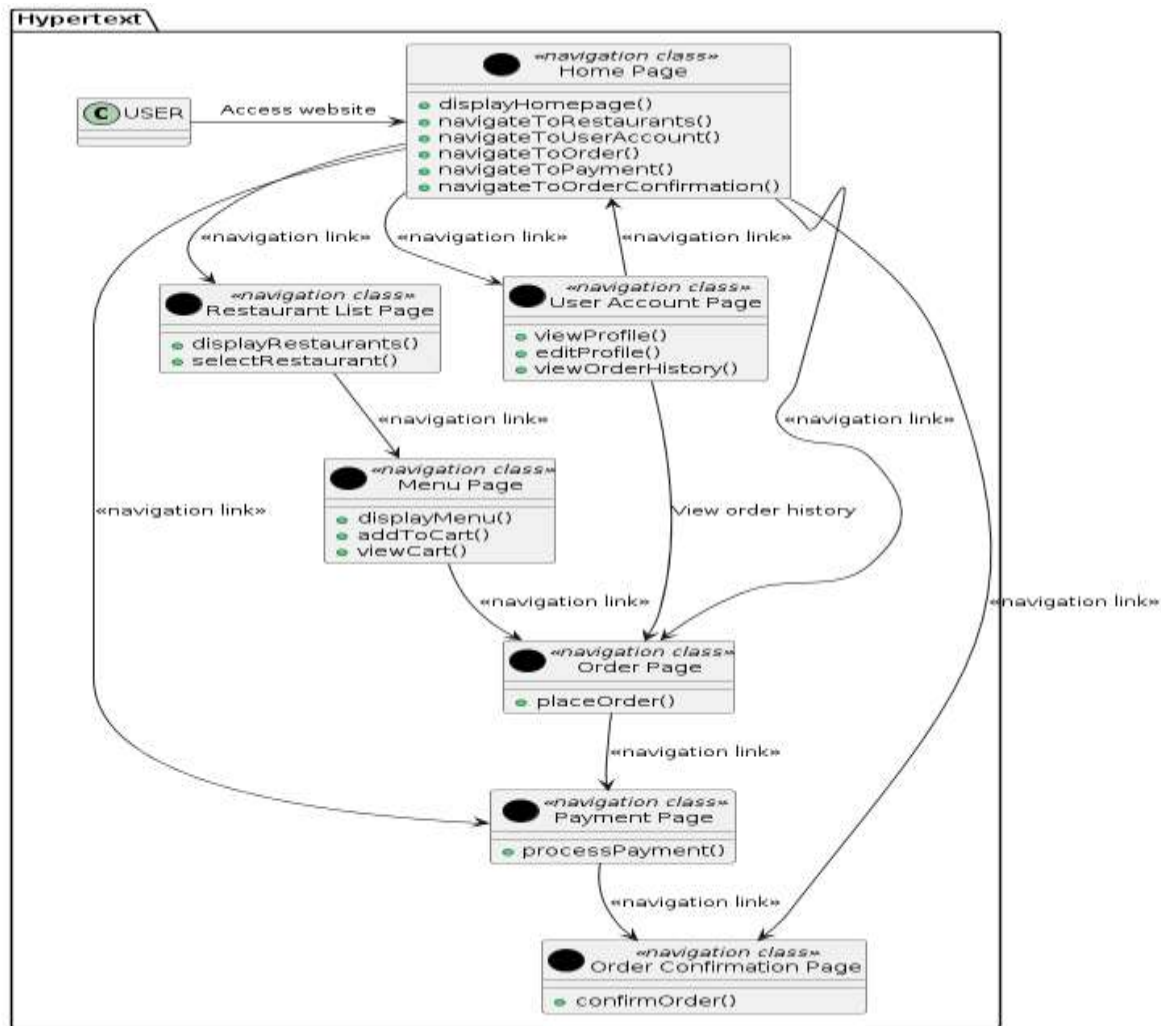 Hypertext
«navigation class»
Home Page
displayHomepage()
navigateToRestaurants()
navigateToUserAccount()
navigateToOrder()
navigateToPayment()
navigateToOrderConfirmation()
C USER
Access website
«navigation link»
«navigation link»
«navigation link»
«navigation class»
Restaurant List Page
displayRestaurants()
selectRestaurant()
«navigation class»
User Account Page
viewProfile()
editProfile()
viewOrderHistory()
«navigation link»
«navigation link»
«navigation class»
Menu Page
displayMenu()
addToCart()
viewCart()
«navigation link»
View order history
«navigation link»
«navigation link»
«navigation class»
Order Page
placeOrder()
«navigation link»
«navigation class»
Payment Page
processPayment()
«navigation link»
«navigation class»
Order Confirmation Page
confirmOrder()